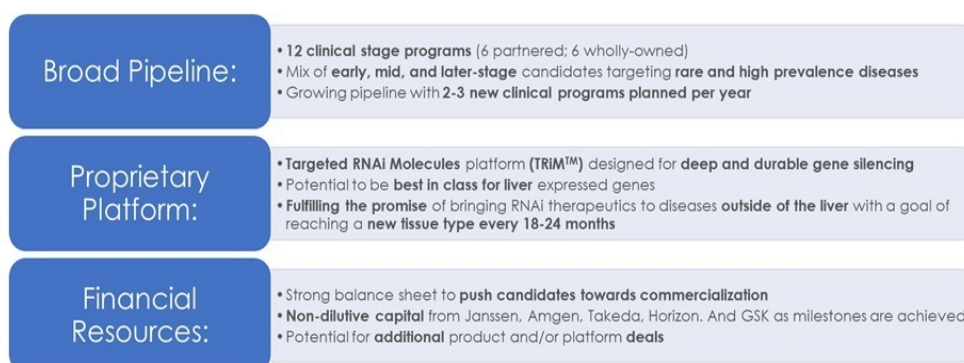 Broad Pipeline:
• 12 clinical stage programs (6 partnered; 6 wholly-owned)
• Mix of early, mid, and later-stage candidates targeting rare and high prevalence diseases
• Growing pipeline with 2-3 new clinical programs planned per year
Proprietary
Platform:
• Targeted RNAi Molecules platform (TRiM™) designed for deep and durable gene silencing
• Potential to be best in class for liver expressed genes
• Fulfilling the promise of bringing RNAi therapeutics to diseases outside of the liver with a goal of
reaching a new tissue type every 18-24 months
Financial
Resources:
• Strong balance sheet to push candidates towards commercialization
• Non-dilutive capital from Janssen, Amgen, Takeda, Horizon. And GSK as milestones are achieved
• Potential for additional product and/or platform deals